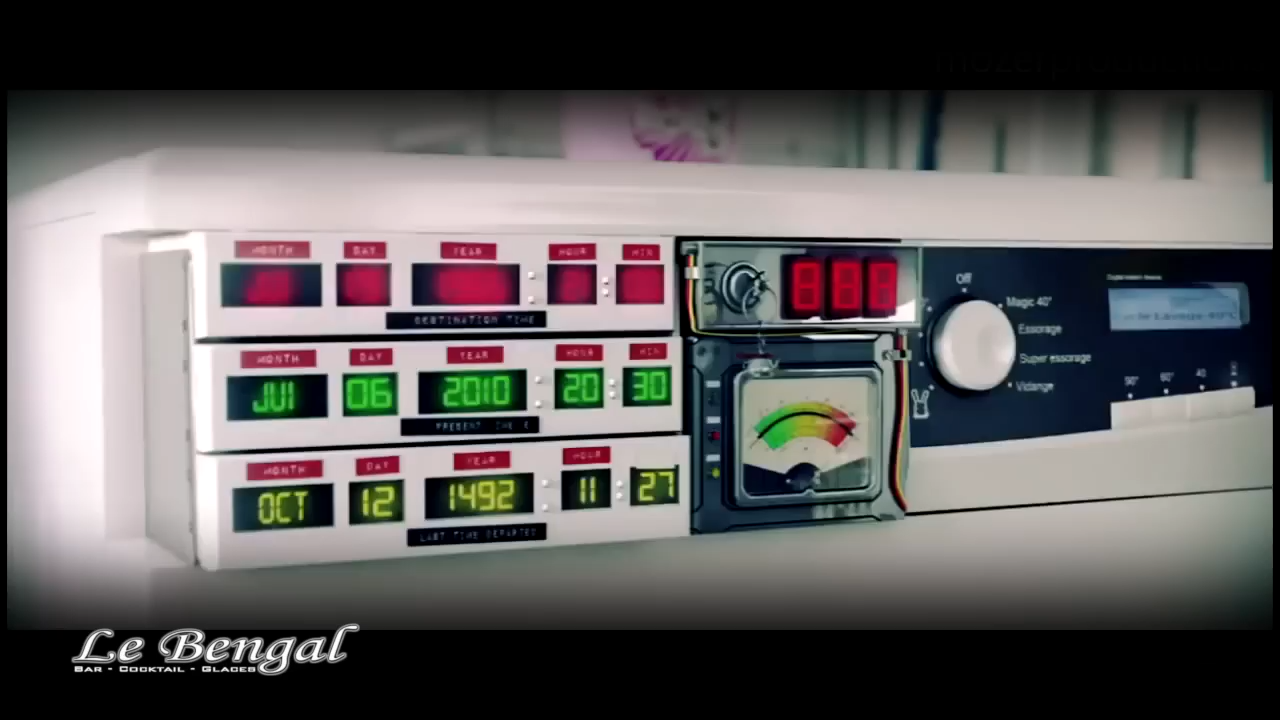 MONTH DAY YEAR HOUR MIN
DESTINATION TIME
888
MONTH DAY YEAR HOUR MIN
JUI 06 2010 20 30
PRESENT TIME
MONTH DAY YEAR HOUR
OCT 12 1492 11 27
LAST TIME DEPARTED
Off
Magic 40°
Essorage
Super essorage
Vidange
90° 60° 40
Le Bengal
BAR - COCKTAIL - GLACES